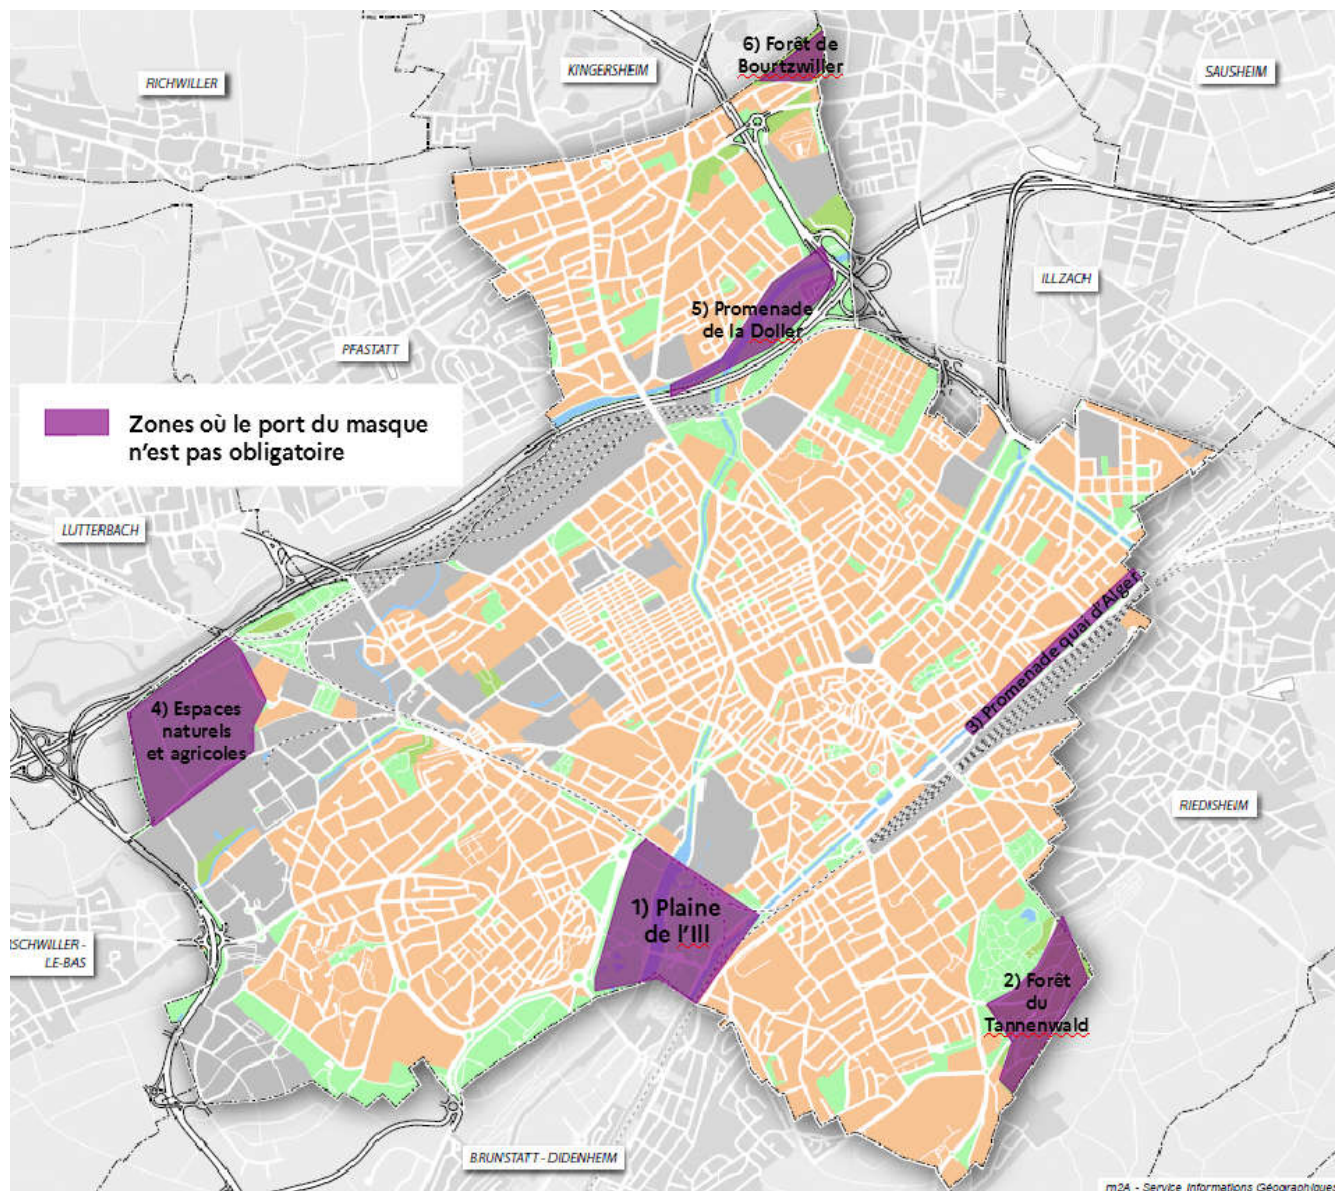 6) Forêt de
Bourtzwiller
KINGERSHEIM
SAUSHEIM
RICHWILLER
ILLZACH
5) Promenade
de la Doller
PFASTATT
Zones où le port du masque
n'est pas obligatoire
LUTTERBACH
3) Promenade quai d'Alger
4) Espaces
naturels
et agricoles
RIEDISHEIM
1) Plaine
de l'Ill
RSCHWILLER -
LE-BAS
2) Forêt
du
Tannenwald
BRUNSTATT - DIDENHEIM
m2A - Service Informations Géographiques